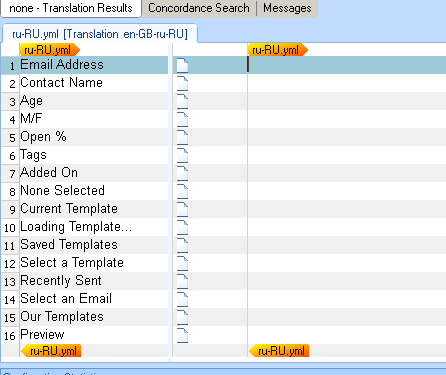 none - Translation Results Concordance Search Messages
ru-RU.yml [Translation en-GB-ru-RU]
ru-RU.yml ru-RU.yml
1 Email Address
2 Contact Name
3 Age
4 M/F
5 Open %
6 Tags
7 Added On
8 None Selected
9 Current Template
10 Loading Template...
11 Saved Templates
12 Select a Template
13 Recently Sent
14 Select an Email
15 Our Templates
16 Preview
ru-RU.yml ru-RU.yml